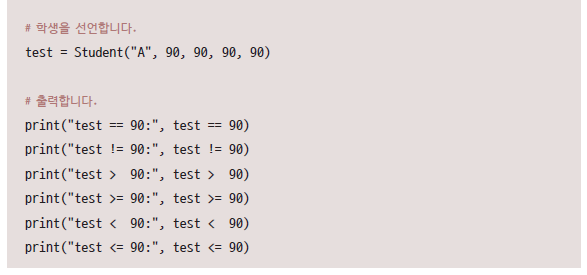 # 학생을 선언합니다.
test = Student("A", 90, 90, 90, 90)
# 출력합니다.
print("test == 90:", test == 90)
print("test != 90:", test != 90)
print("test >  90:", test >  90)
print("test >= 90:", test >= 90)
print("test <  90:", test <  90)
print("test <= 90:", test <= 90)